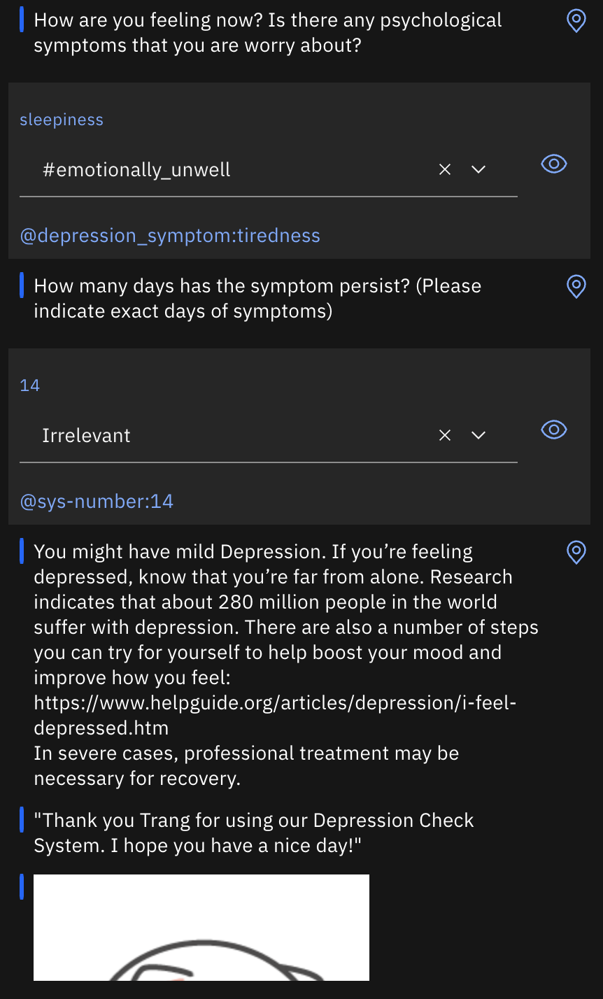 How are you feeling now? Is there any psychological
symptoms that you are worry about?
sleepiness
#emotionally_unwell
@depression_symptom:tiredness
How many days has the symptom persist? (Please
indicate exact days of symptoms)
14
Irrelevant
@sys-number:14
You might have mild Depression. If you’re feeling
depressed, know that you’re far from alone. Research
indicates that about 280 million people in the world
suffer with depression. There are also a number of steps
you can try for yourself to help boost your mood and
improve how you feel:
https://www.helpguide.org/articles/depression/i-feel-
depressed.htm
In severe cases, professional treatment may be
necessary for recovery.
"Thank you Trang for using our Depression Check
System. I hope you have a nice day!"